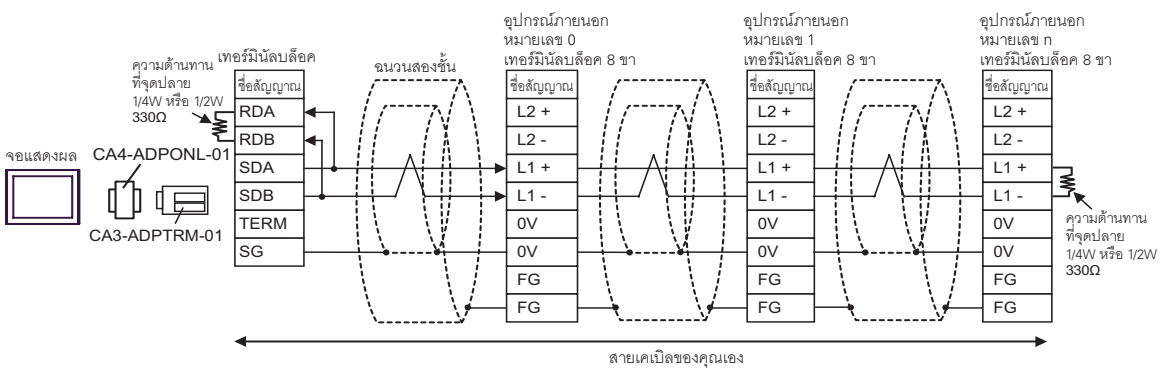 จอแสดงผล
CA4-ADPONL-01
CA3-ADPTRM-01
ความต้านทาน
ที่จุดปลาย
1/4W หรือ 1/2W
330Ω
เทอร์มินัลบล็อค
ชื่อสัญญาณ
RDA
RDB
SDA
SDB
TERM
SG
ฉนวนสองชั้น
อุปกรณ์ภายนอก
หมายเลข 0
เทอร์มินัลบล็อค 8 ขา
ชื่อสัญญาณ
L2 +
L2 -
L1 +
L1 -
0V
0V
FG
FG
อุปกรณ์ภายนอก
หมายเลข 1
เทอร์มินัลบล็อค 8 ขา
ชื่อสัญญาณ
L2 +
L2 -
L1 +
L1 -
0V
0V
FG
FG
อุปกรณ์ภายนอก
หมายเลข n
เทอร์มินัลบล็อค 8 ขา
ชื่อสัญญาณ
L2 +
L2 -
L1 +
L1 -
0V
0V
FG
FG
ความต้านทาน
ที่จุดปลาย
1/4W หรือ 1/2W
330Ω
สายเคเบิลของคุณเอง